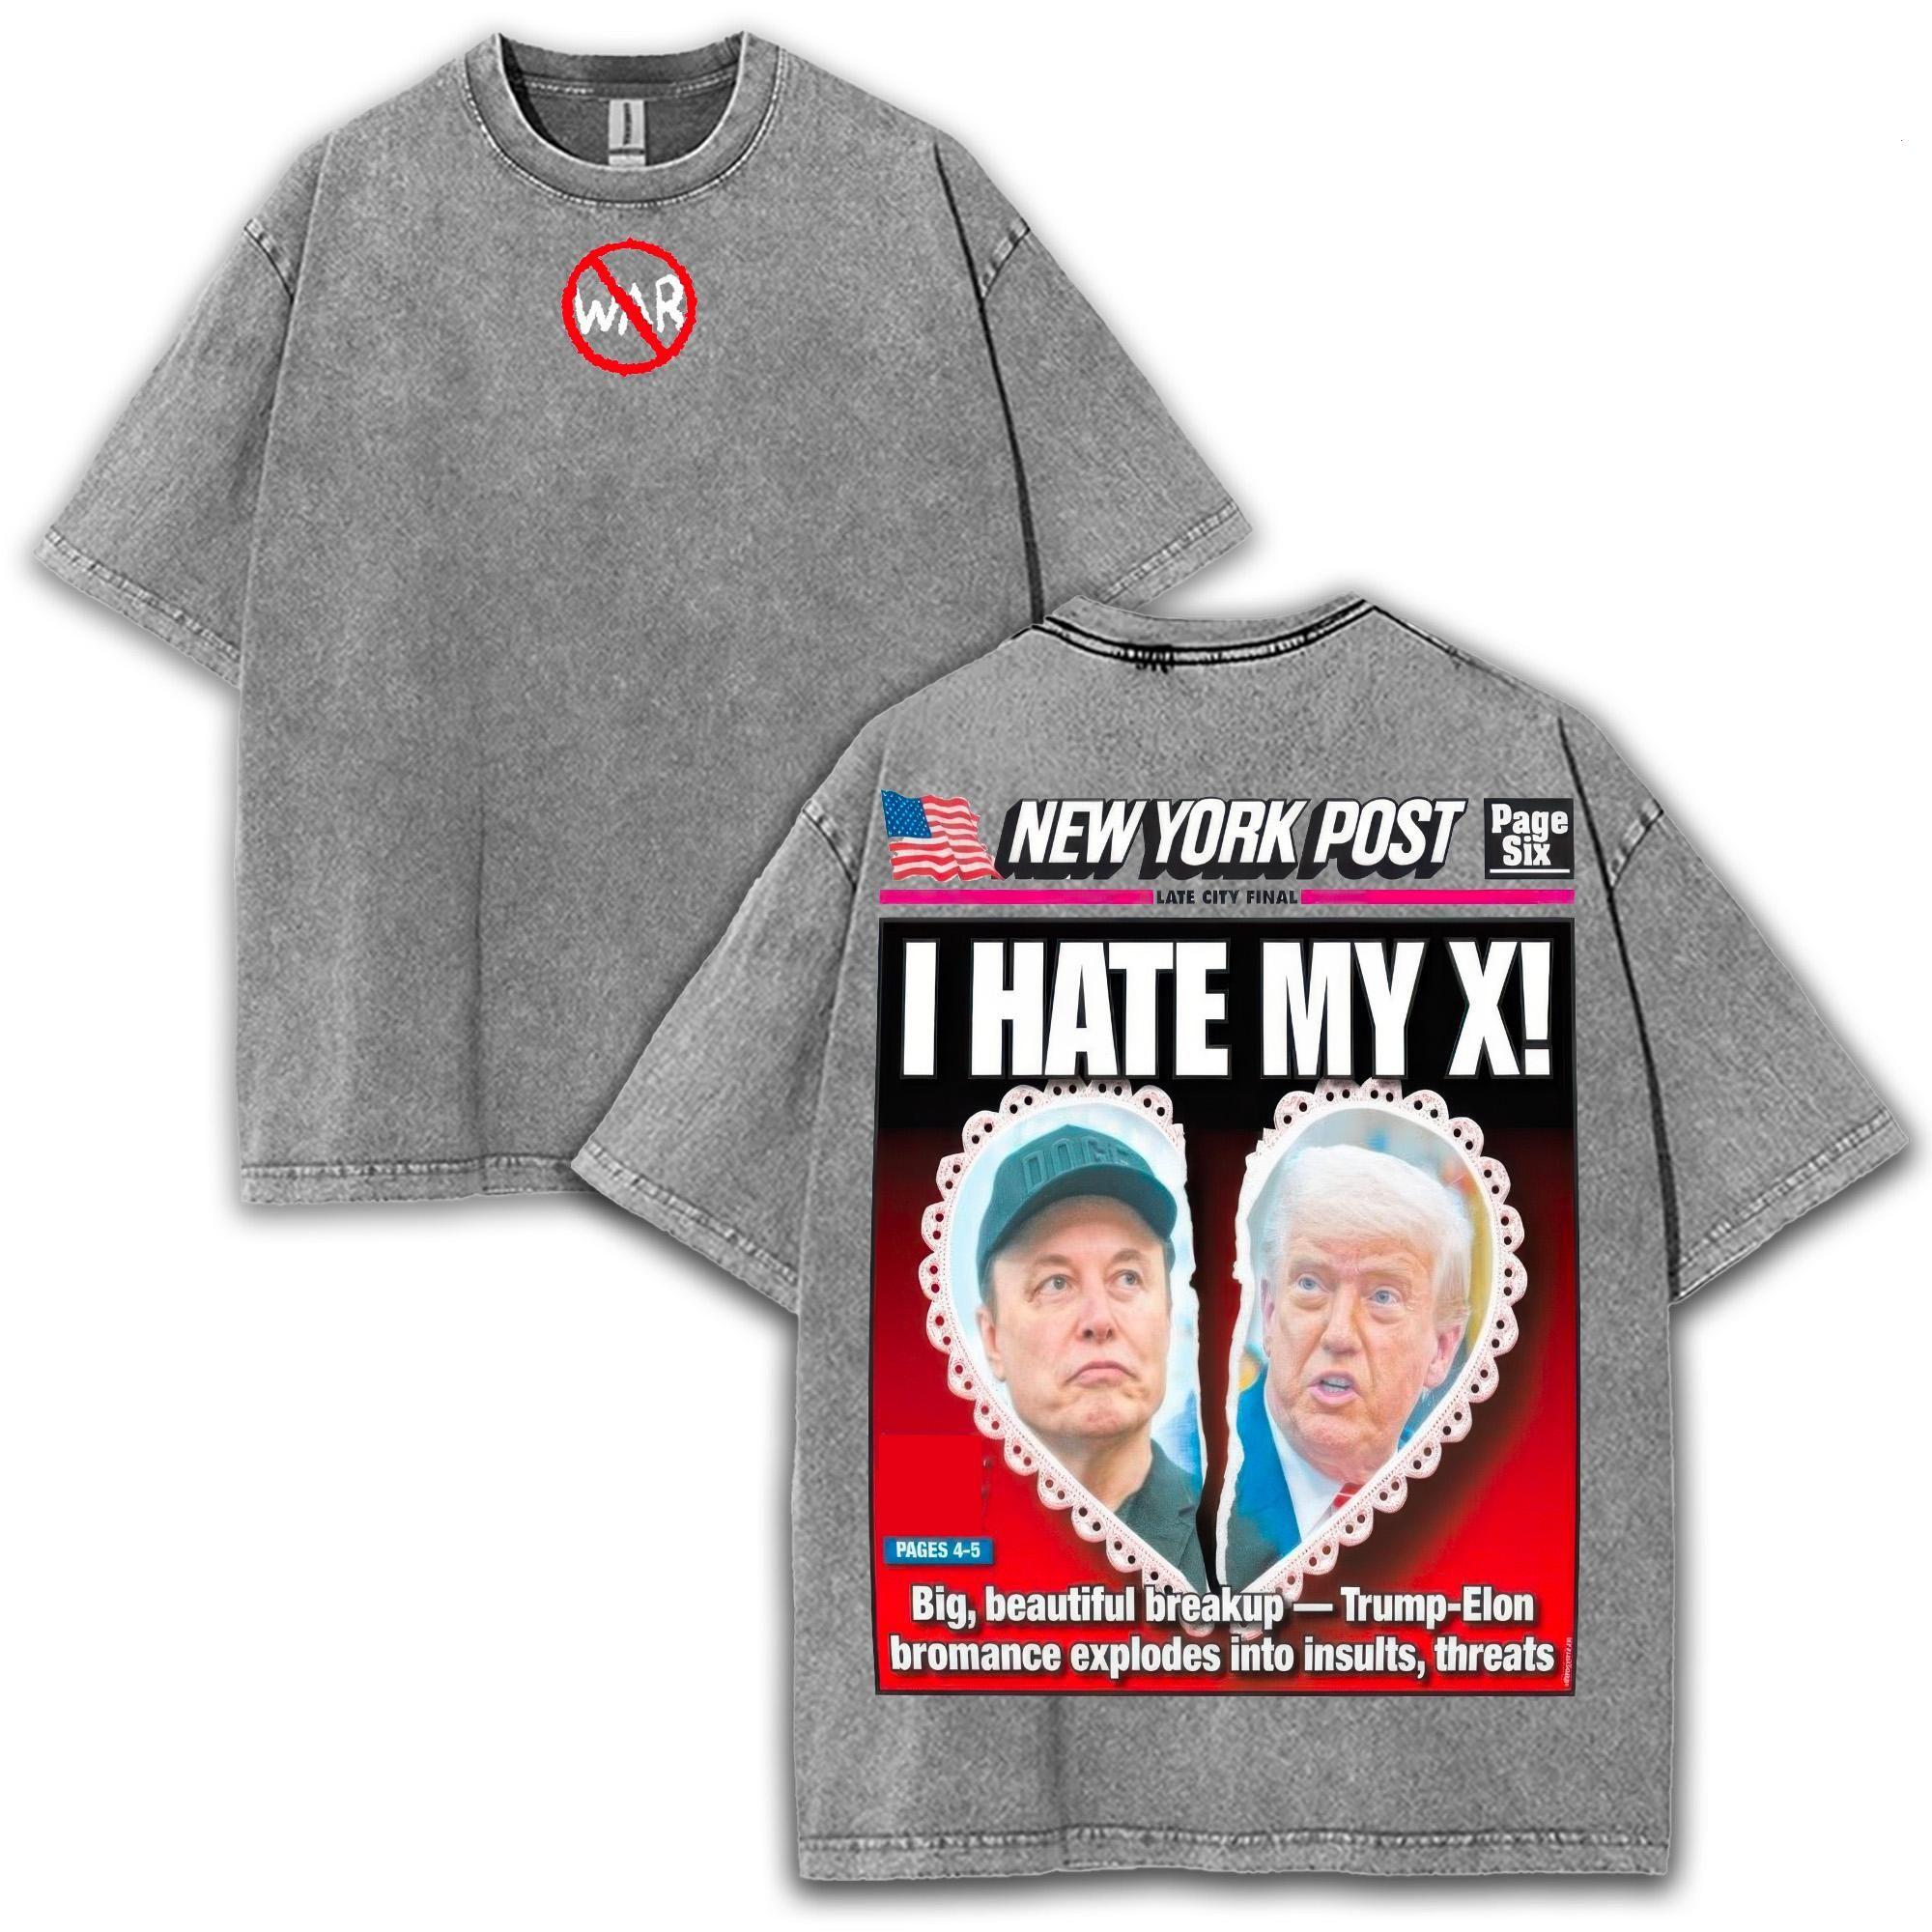 WAR
NEW YORK POST
Page
Six
LATE CITY FINAL
I HATE MY X!
DOGE
PAGES 4-5
Big, beautiful breakup — Trump-Elon
bromance explodes into insults, threats